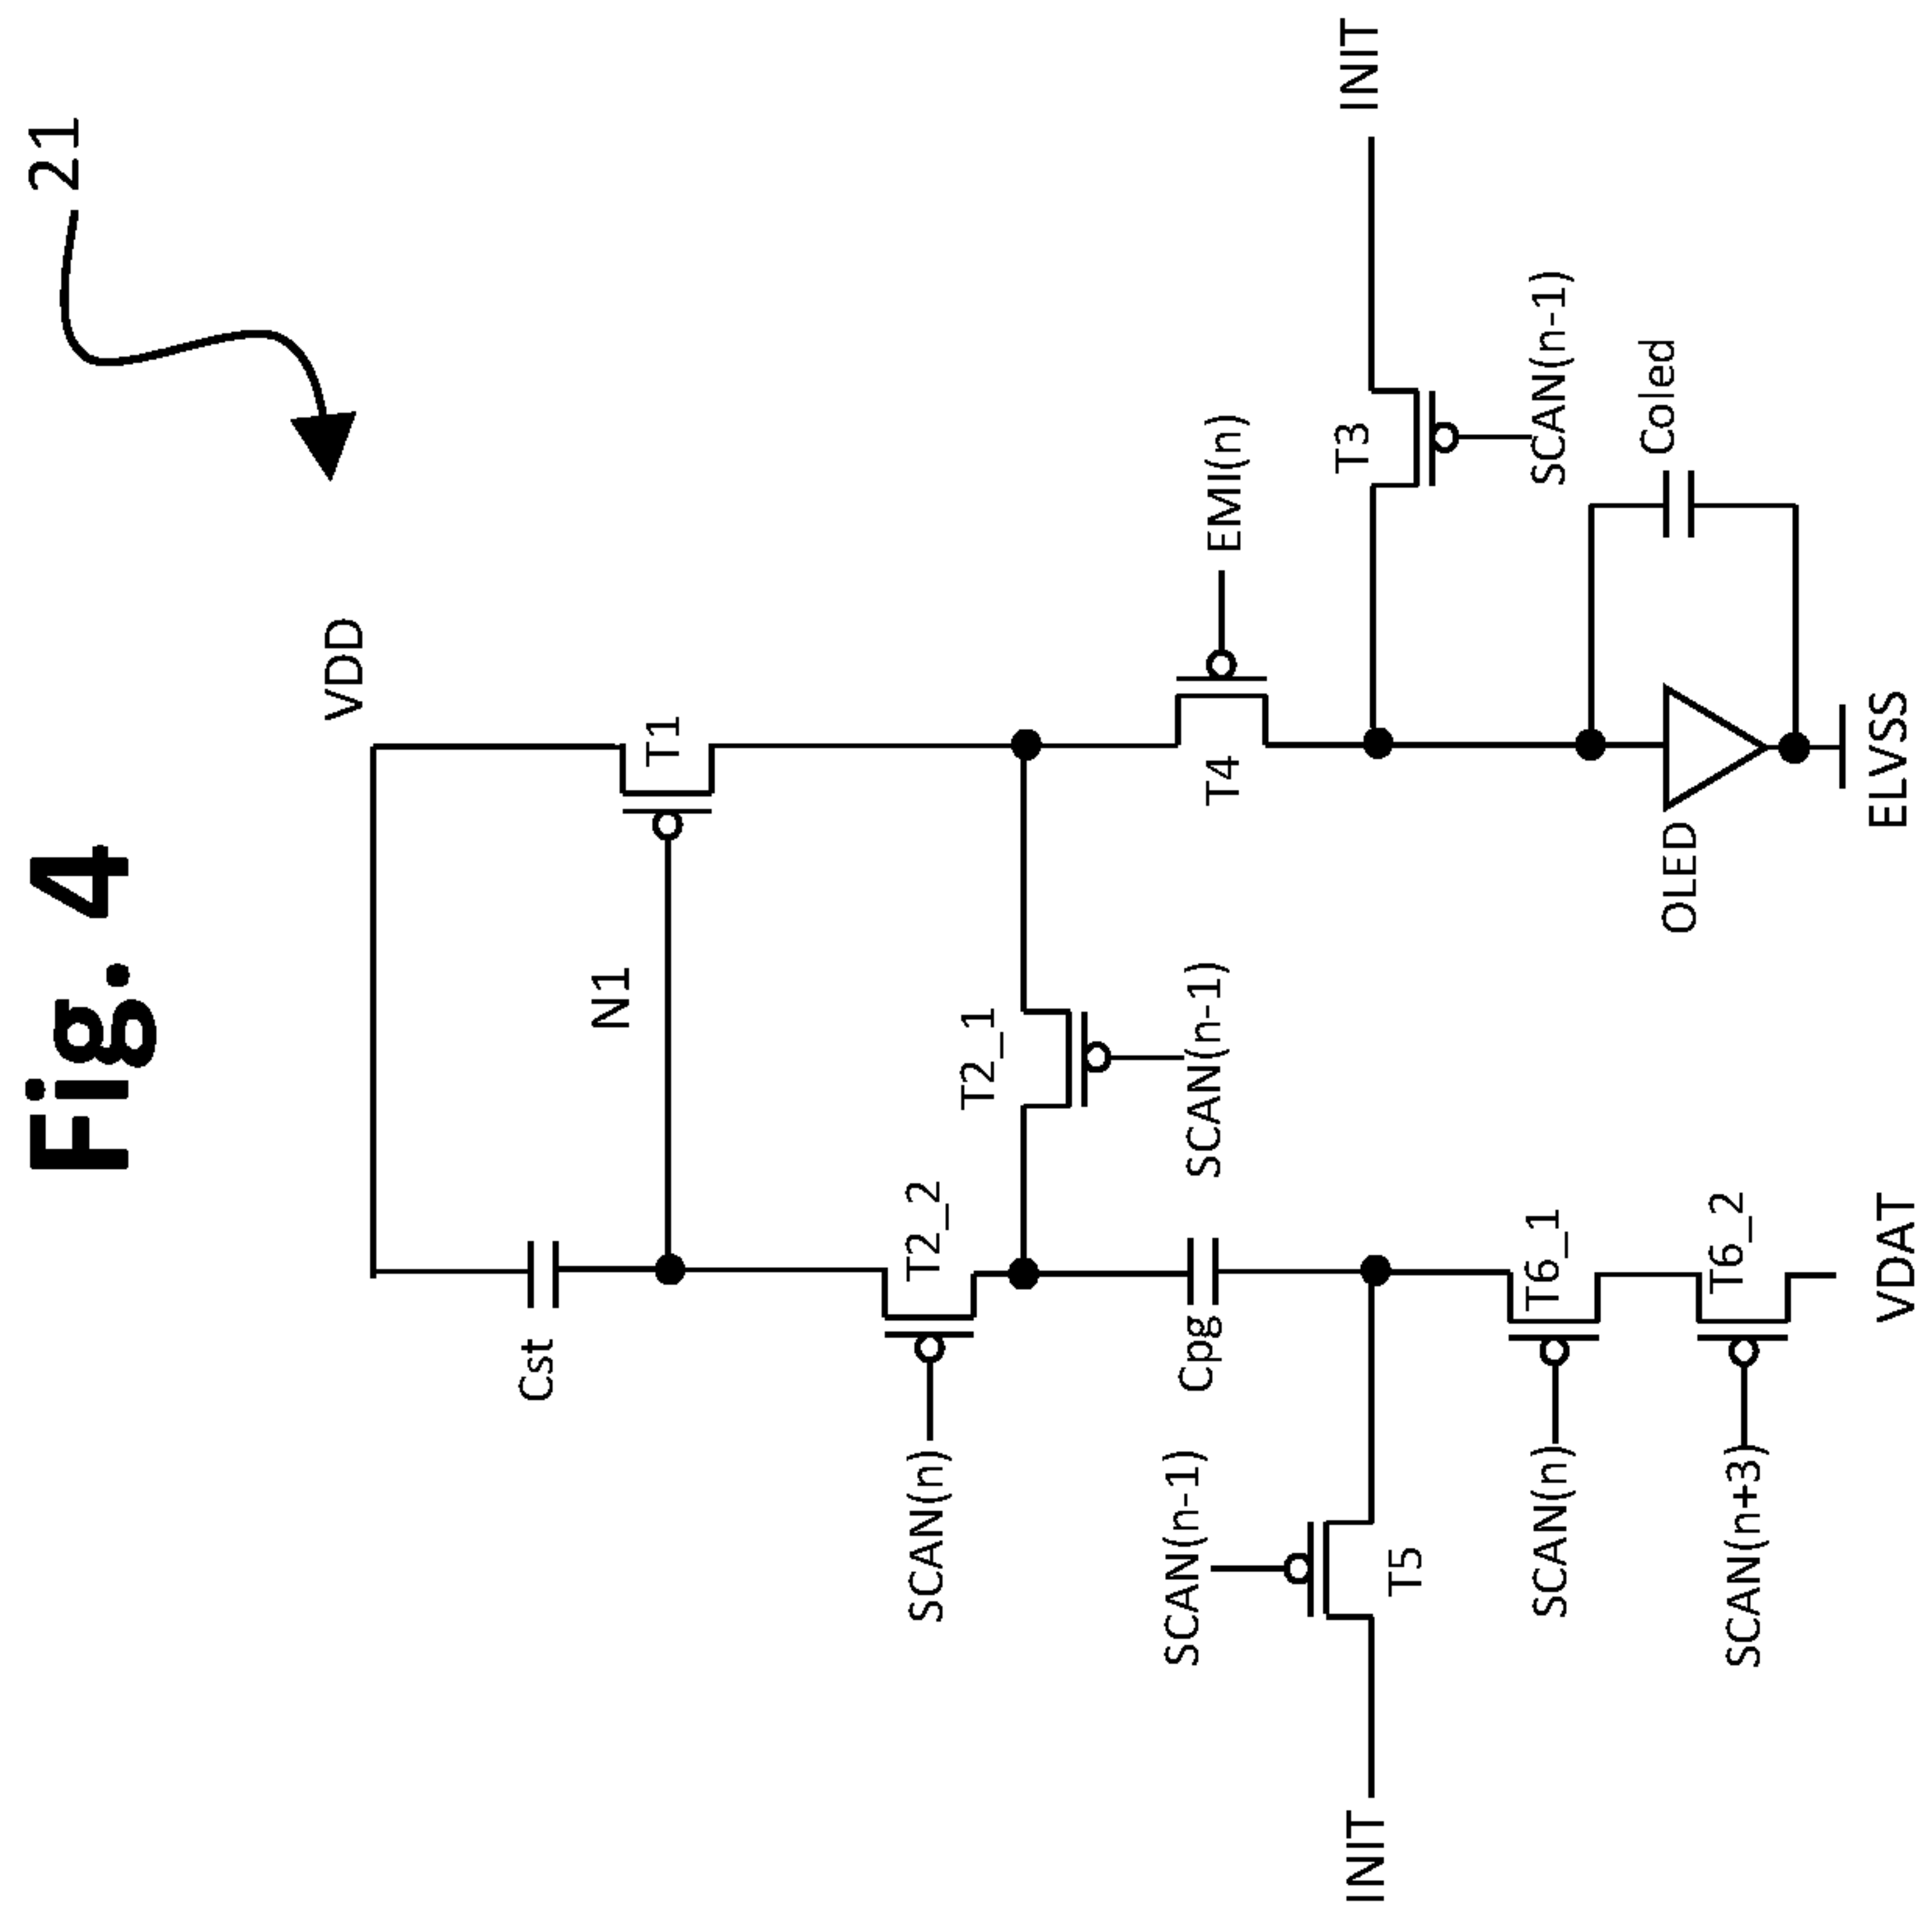 Fig. 4
21
VDD
Cst
N1
T1
SCAN(n)
T2_2
T2_1
SCAN(n-1)
EMI(n)
T4
INIT
T3
SCAN(n-1)
SCAN(n-1)
Cpg
INIT
T5
SCAN(n)
T6_1
OLED
Coled
SCAN(n+3)
T6_2
VDAT
ELVSS